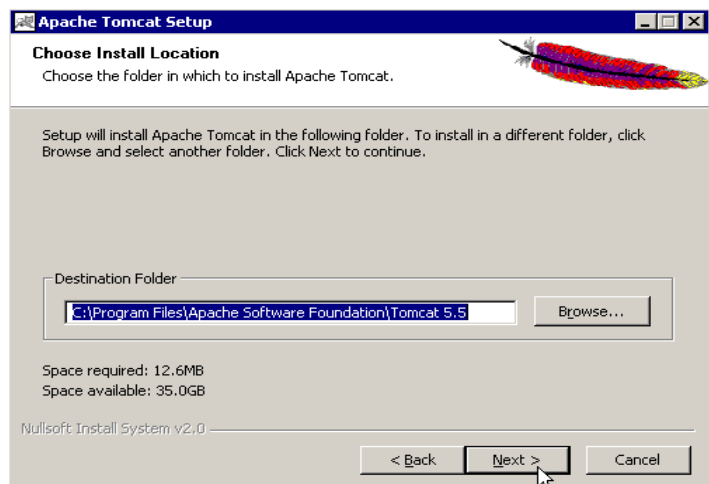 Apache Tomcat Setup
Choose Install Location
Choose the folder in which to install Apache Tomcat.
Setup will install Apache Tomcat in the following folder. To install in a different folder, click
Browse and select another folder. Click Next to continue.
Destination Folder
C:\Program Files\Apache Software Foundation\Tomcat 5.5
Browse...
Space required: 12.6MB
Space available: 35.0GB
Nullsoft Install System v2.0
< Back
Next >
Cancel